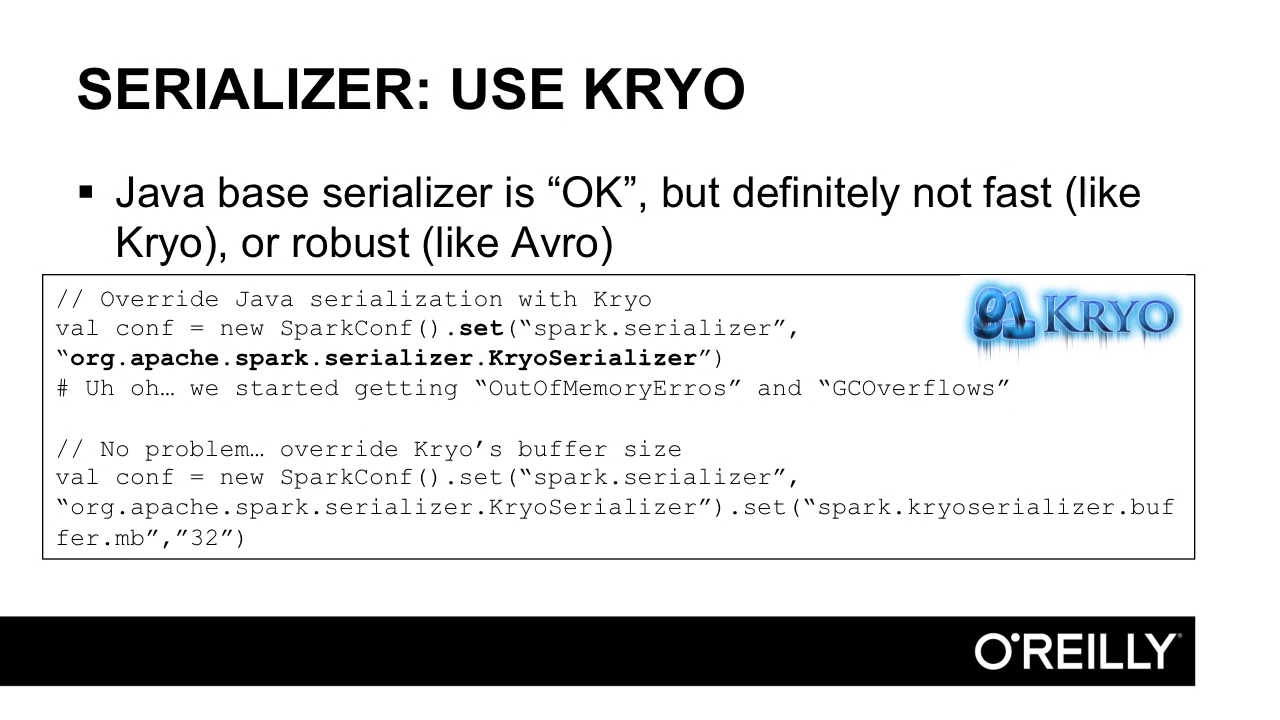 SERIALIZER: USE KRYO
▪ Java base serializer is “OK”, but definitely not fast (like
Kryo), or robust (like Avro)
// Override Java serialization with Kryo
val conf = new SparkConf().set(“spark.serializer”,
“org.apache.spark.serializer.KryoSerializer”)
# Uh oh… we started getting “OutOfMemoryErros” and “GCOverflows”
// No problem… override Kryo’s buffer size
val conf = new SparkConf().set(“spark.serializer”,
“org.apache.spark.serializer.KryoSerializer”).set(“spark.kryoserializer.buf
fer.mb”,”32”)
KRYO
O'REILLY®